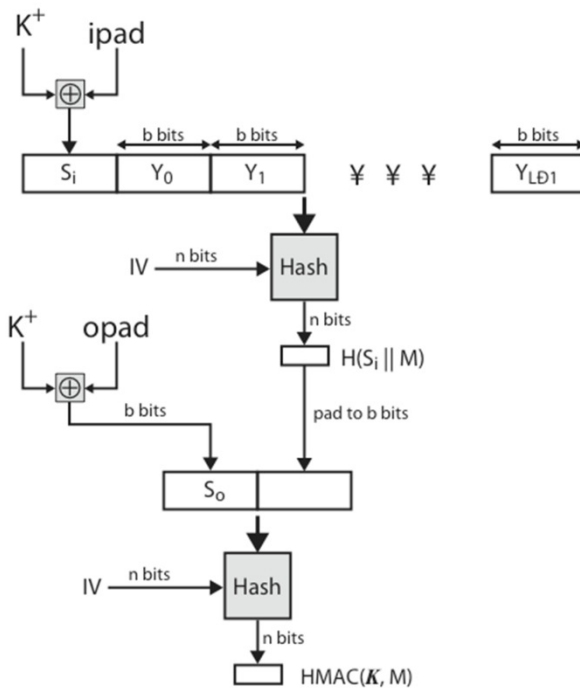 K+ ipad
⊕
b bits b bits b bits
Si Y0 Y1 ¥ ¥ ¥ YLÐ1
IV n bits Hash
n bits
K+ opad
H(Si || M)
⊕
b bits pad to b bits
So
IV n bits Hash
n bits
HMAC(K, M)